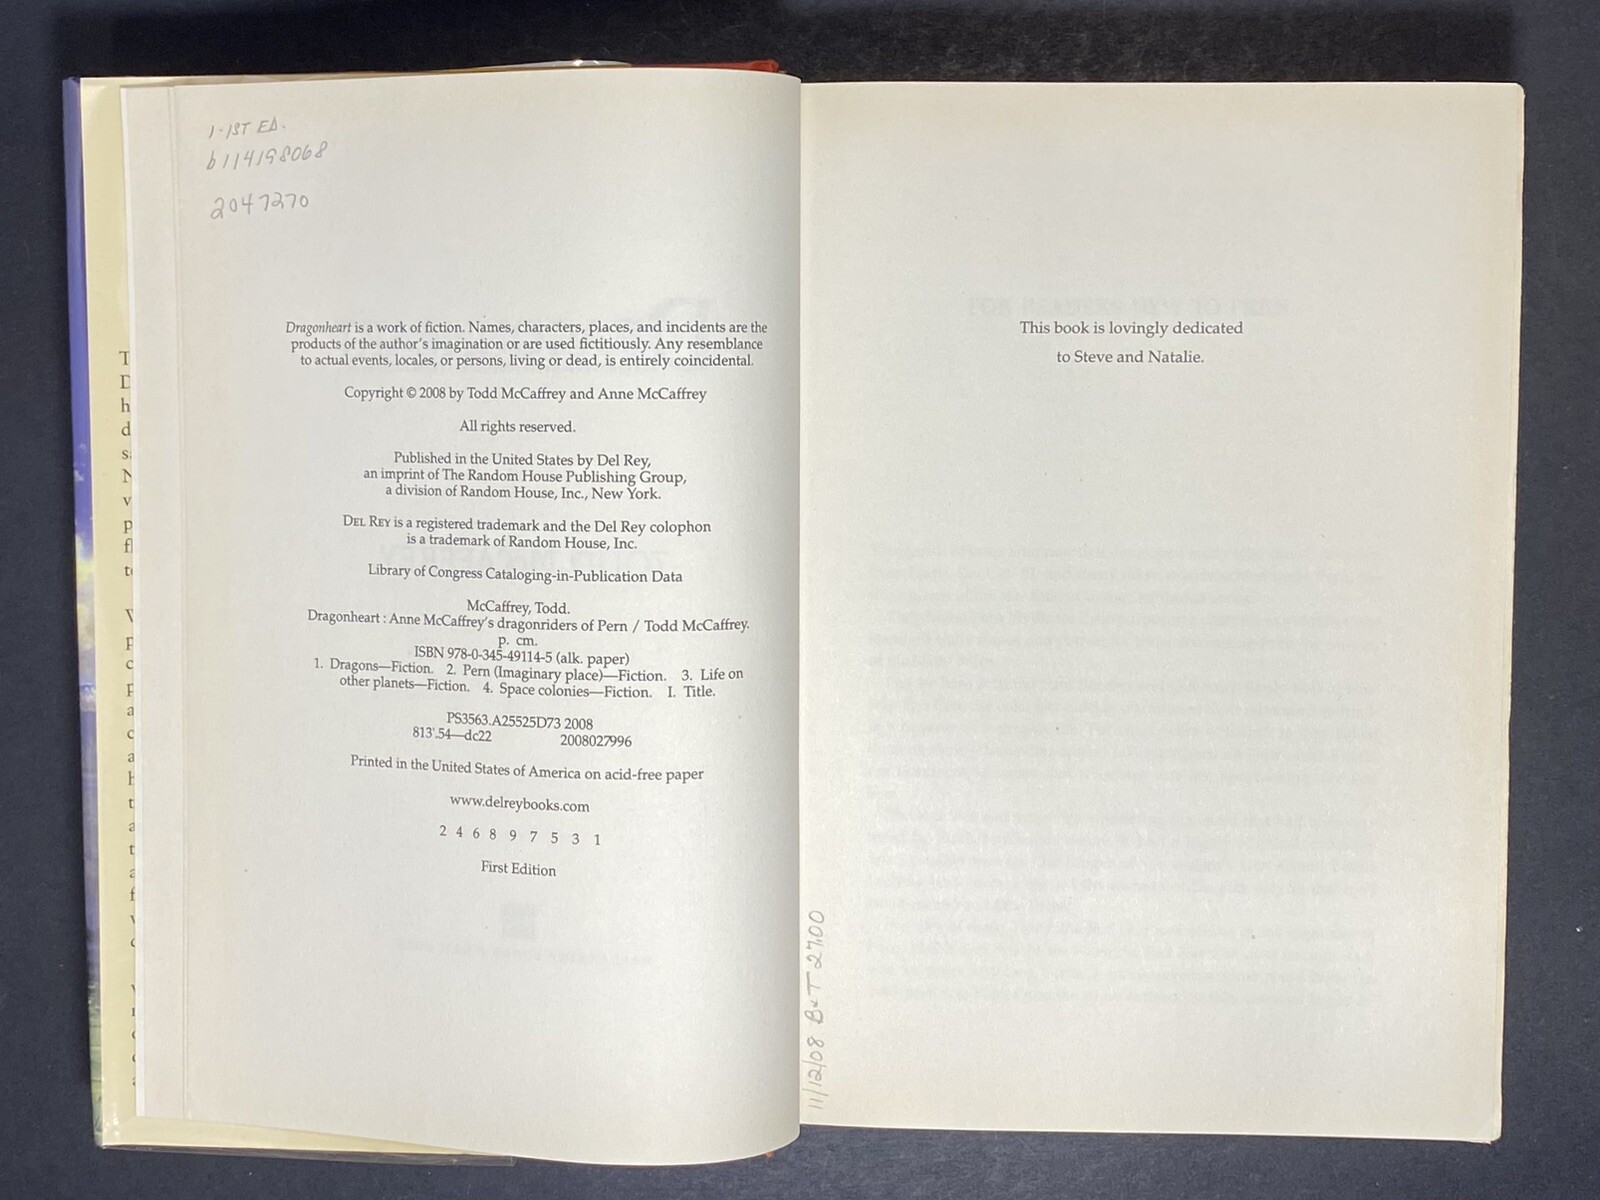 1-1ST ED.
b114198068
2047270
Dragonheart is a work of fiction. Names, characters, places, and incidents are the
products of the author's imagination or are used fictitiously. Any resemblance
to actual events, locales, or persons, living or dead, is entirely coincidental.
Copyright © 2008 by Todd McCaffrey and Anne McCaffrey
All rights reserved.
Published in the United States by Del Rey,
an imprint of The Random House Publishing Group,
a division of Random House, Inc., New York.
DEL REY is a registered trademark and the Del Rey colophon
is a trademark of Random House, Inc.
Library of Congress Cataloging-in-Publication Data
McCaffrey, Todd.
Dragonheart : Anne McCaffrey's dragonriders of Pern / Todd McCaffrey.
p. cm.
ISBN 978-0-345-49114-5 (alk. paper)
1. Dragons—Fiction. 2. Pern (Imaginary place)—Fiction. 3. Life on
other planets—Fiction. 4. Space colonies—Fiction. I. Title.
PS3563.A25525D73 2008
813'.54—dc22 2008027996
Printed in the United States of America on acid-free paper
www.delreybooks.com
2 4 6 8 9 7 5 3 1
First Edition
This book is lovingly dedicated
to Steve and Natalie.
11/12/08 B&T 27.00